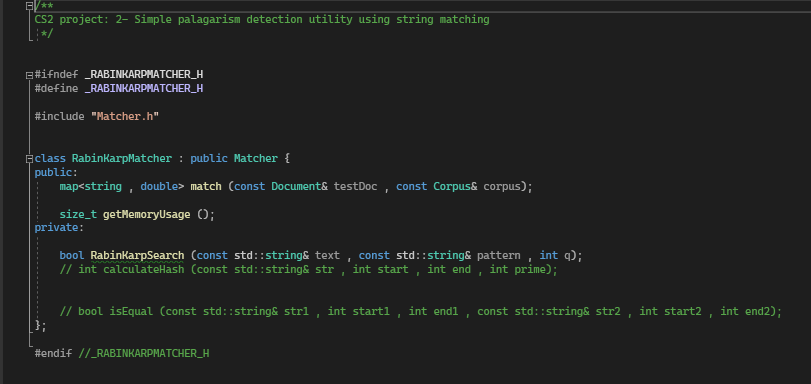 /**
CS2 project: 2- Simple palagarism detection utility using string matching
*/
#ifndef _RABINKARPMATCHER_H
#define _RABINKARPMATCHER_H
#include "Matcher.h"
class RabinKarpMatcher : public Matcher {
public:
map<string , double> match (const Document& testDoc , const Corpus& corpus);
size_t getMemoryUsage ();
private:
bool RabinKarpSearch (const std::string& text , const std::string& pattern , int q);
// int calculateHash (const std::string& str , int start , int end , int prime);
// bool isEqual (const std::string& str1 , int start1 , int end1 , const std::string& str2 , int start2 , int end2);
};
#endif //_RABINKARPMATCHER_H